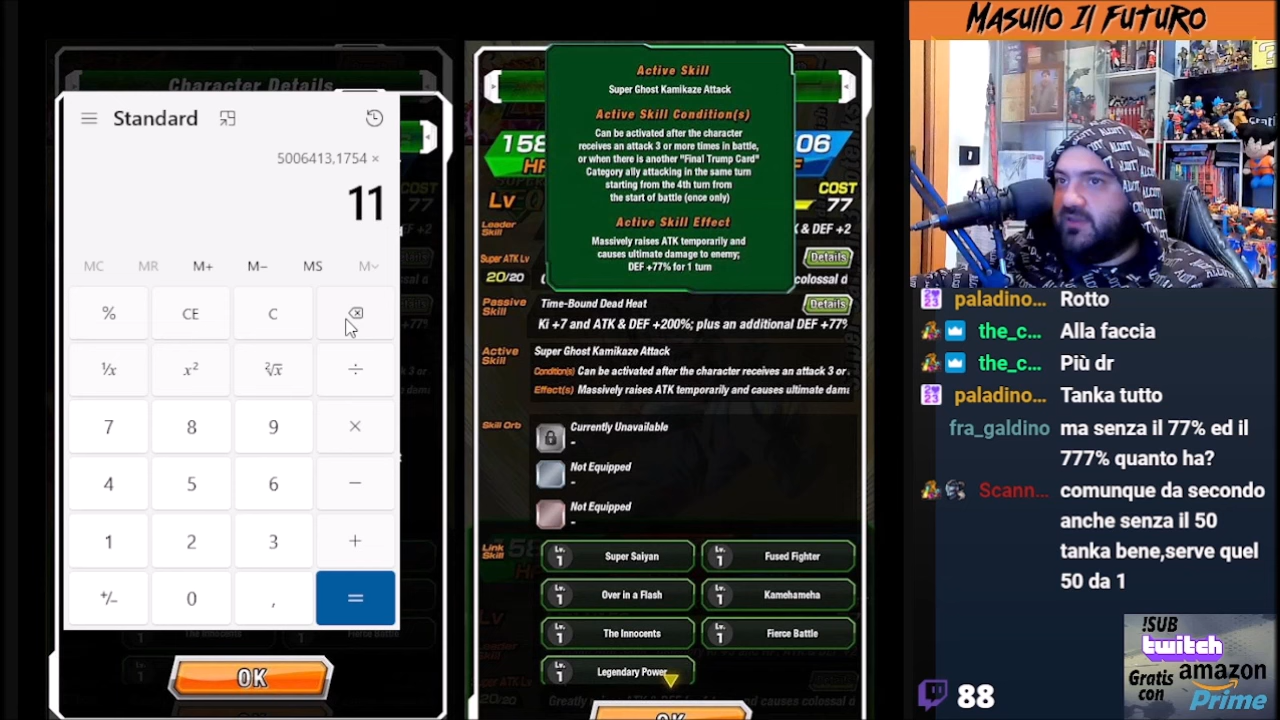 Masullo Il Futuro
Character Details
Standard
5006413,1754 ×
11
MC MR M+ M− MS M˅
% CE C
¹/x x² ²√x ÷
7 8 9 ×
4 5 6 −
1 2 3 +
+/− 0 , =
OK
Active Skill
Super Ghost Kamikaze Attack
Active Skill Condition(s)
Can be activated after the character
receives an attack 3 or more times in battle,
or when there is another "Final Trump Card"
Category ally attacking in the same turn
starting from the 4th turn from
the start of battle (once only)
Active Skill Effect
Massively raises ATK temporarily and
causes ultimate damage to enemy;
DEF +77% for 1 turn
158
06
HP
COST
Lv
77
Leader Skill
& DEF +2
Details
Super ATK Lv
20/20
colossal d
Passive Skill
Time-Bound Dead Heat
Details
Ki +7 and ATK & DEF +200%; plus an additional DEF +77%
Active Skill
Super Ghost Kamikaze Attack
Condition(s) Can be activated after the character receives an attack 3 or
Effect(s) Massively raises ATK temporarily and causes ultimate dama
Skill Orb
Currently Unavailable
-
Not Equipped
-
Not Equipped
-
Link Skill
Lv. 1 Super Saiyan
Lv. 1 Fused Fighter
Lv. 1 Over in a Flash
Lv. 1 Kamehameha
Lv. 1 The Innocents
Lv. 1 Fierce Battle
Lv. 1 Legendary Power
OK
paladino... Rotto
the_c... Alla faccia
the_c... Più dr
paladino... Tanka tutto
fra_galdino ma senza il 77% ed il
777% quanto ha?
Scann... comunque da secondo
anche senza il 50
tanka bene,serve quel
50 da 1
88
!SUB
twitch
Gratis
con
amazon
Prime